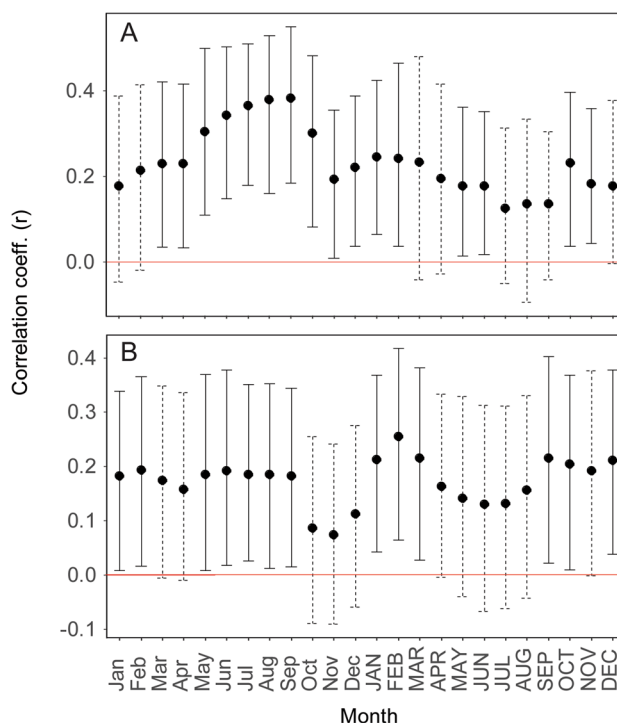 A
0.4
0.2
0.0
Correlation coeff. (r)
B
0.4
0.3
0.2
0.1
0.0
-0.1
Jan Feb Mar Apr May Jun Jul Aug Sep Oct Nov Dec JAN FEB MAR APR MAY JUN JUL AUG SEP OCT NOV DEC
Month